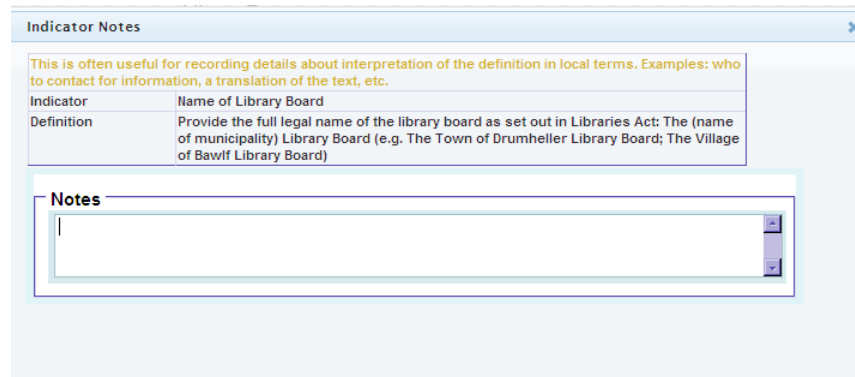 Indicator Notes
This is often useful for recording details about interpretation of the definition in local terms. Examples: who
to contact for information, a translation of the text, etc.
Indicator Name of Library Board
Definition Provide the full legal name of the library board as set out in Libraries Act: The (name
of municipality) Library Board (e.g. The Town of Drumheller Library Board; The Village
of Bawlf Library Board)
Notes